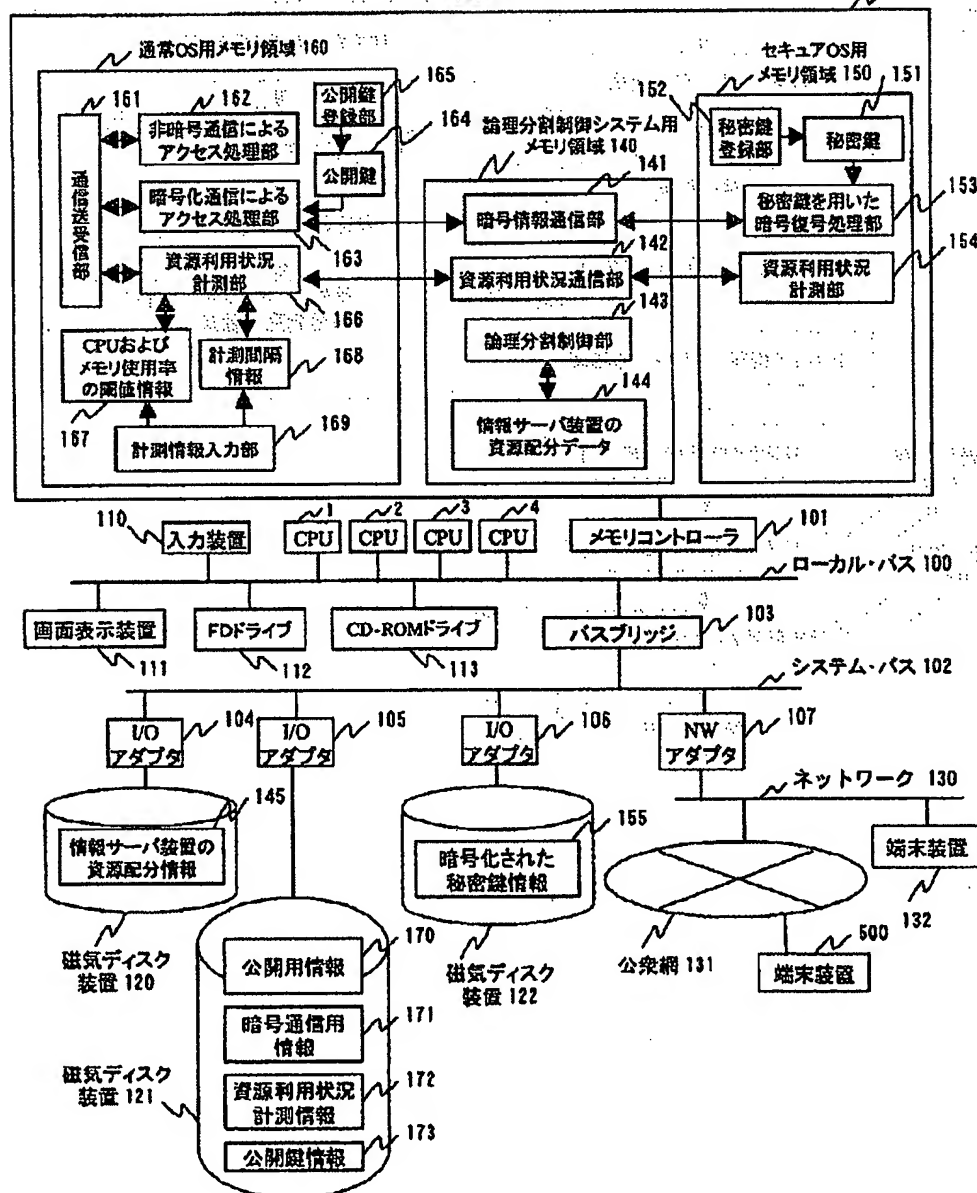 通常OS用メモリ領域 160
161
162
非暗号通信による
アクセス処理部
通信送受信部
暗号化通信による
アクセス処理部
163
資源利用状況
計測部
166
公開鍵
登録部
165
公開鍵
164
CPUおよび
メモリ使用率
の閾値情報
167
計測間隔
情報
168
計測情報入力部
169
論理分割制御システム用
メモリ領域 140
141
暗号情報通信部
142
資源利用状況通信部
143
論理分割制御部
144
情報サーバ装置の
資源配分データ
セキュアOS用
メモリ領域 150
152
151
秘密鍵
登録部
秘密鍵
秘密鍵を用いた
暗号復号処理部
153
資源利用状況
計測部
154
110
入力装置
1
CPU
2
CPU
3
CPU
4
CPU
メモリコントローラ
101
ローカル・バス 100
画面表示装置
111
FDドライブ
112
CD-ROMドライブ
113
バスブリッジ
103
システム・バス 102
I/O
アダプタ
104
I/O
アダプタ
105
I/O
アダプタ
106
NW
アダプタ
107
ネットワーク 130
145
情報サーバ装置の
資源配分情報
磁気ディスク
装置 120
155
暗号化された
秘密鍵情報
磁気ディスク
装置 122
端末装置
132
公衆網 131
500
端末装置
公開用情報
170
暗号通信用
情報
171
資源利用状況
計測情報
172
公開鍵情報
173
磁気ディスク
装置 121